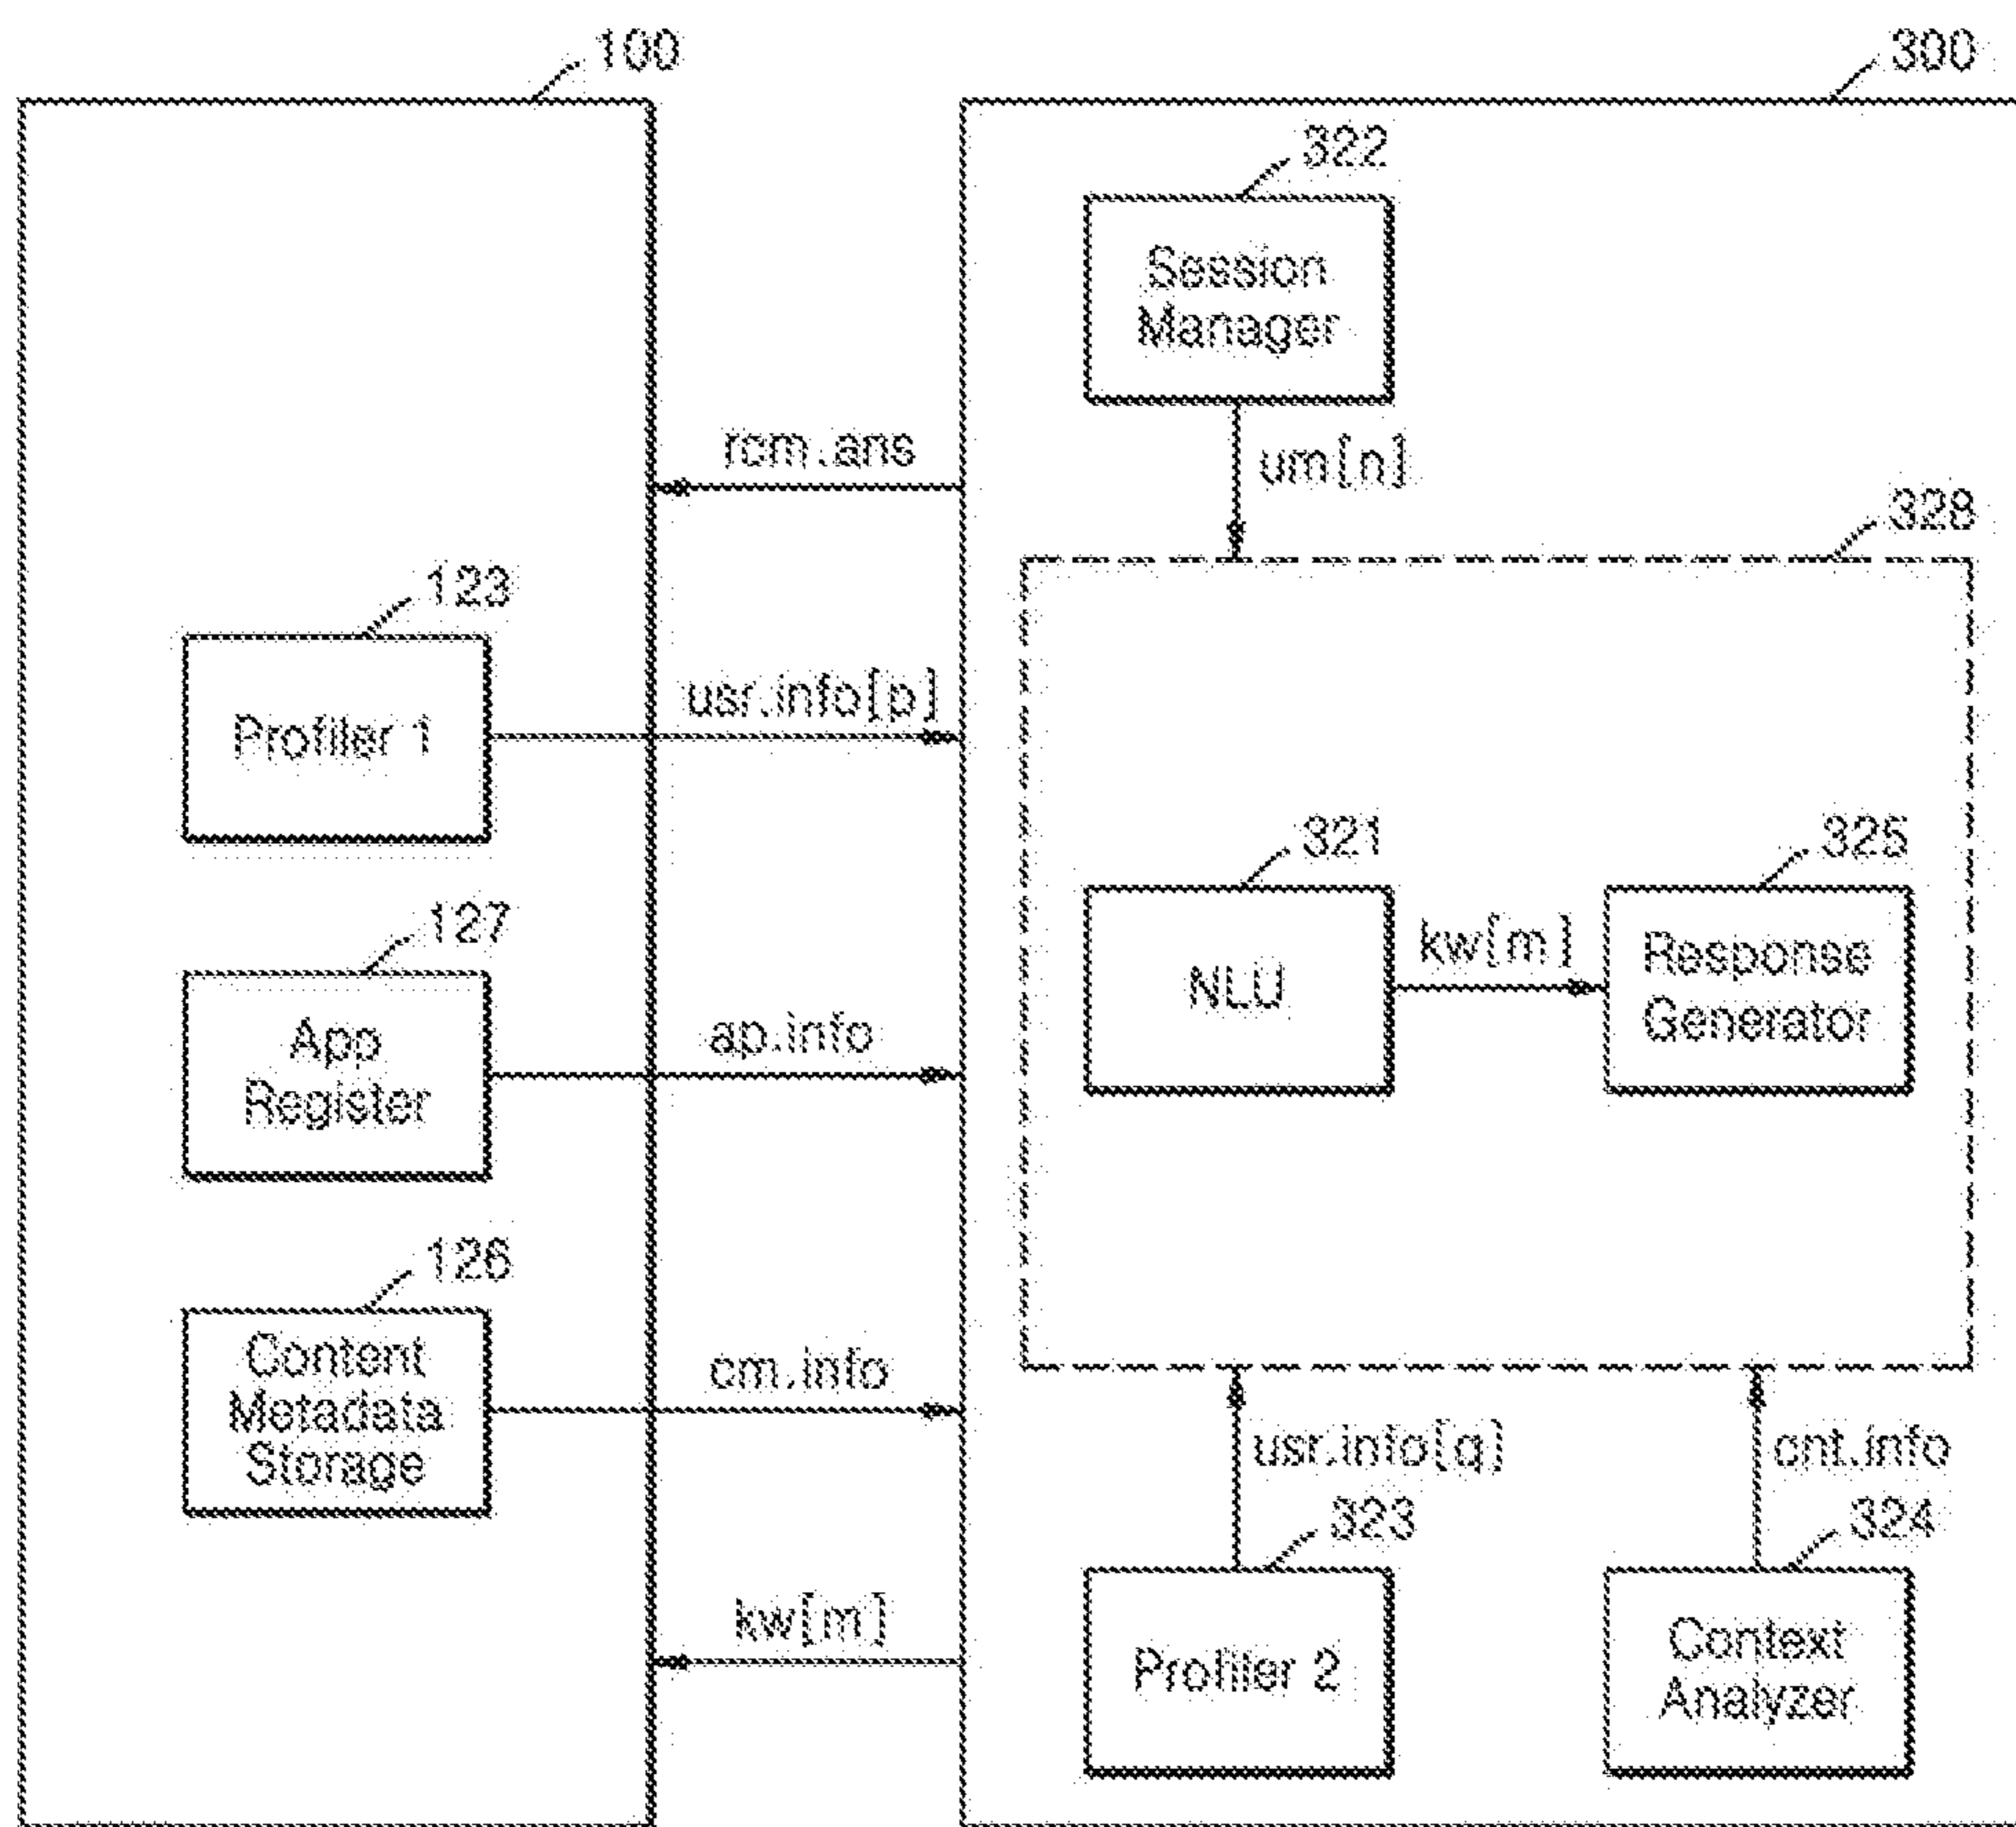 100
300
322
Session
Manager
rcm.ans
um[n]
328
123
usr.info[p]
Profiler 1
321
325
127
kw[m]
Response
Generator
NLU
App
Register
ap.info
126
Content
Metadata
Storage
cm.info
usr.info[q]
cnt.info
323
324
kw[m]
Profiler 2
Context
Analyzer